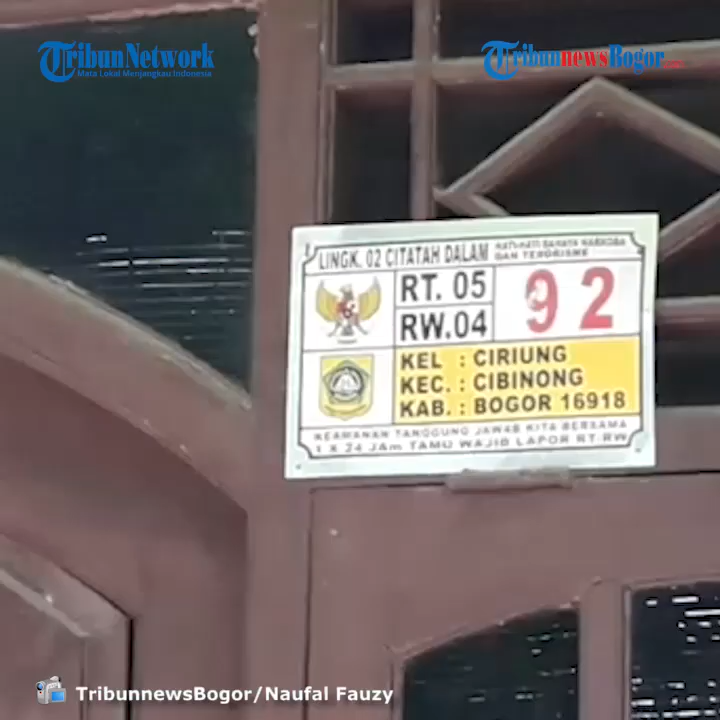 TribunNetwork
Mata Lokal Menjangkau Indonesia
TribunnewsBogor.com
LINGK. 02 CITATAH DALAM
HATI-HATI BAHAYA NARKOBA
DAN TERORISME
RT. 05
RW.04
92
KEL : CIRIUNG
KEC. : CIBINONG
KAB. : BOGOR 16918
KEAMANAN TANGGUNG JAWAB KITA BERSAMA
1 X 24 JAm TAMU WAJIB LAPOR RT-RW
TribunnewsBogor/Naufal Fauzy